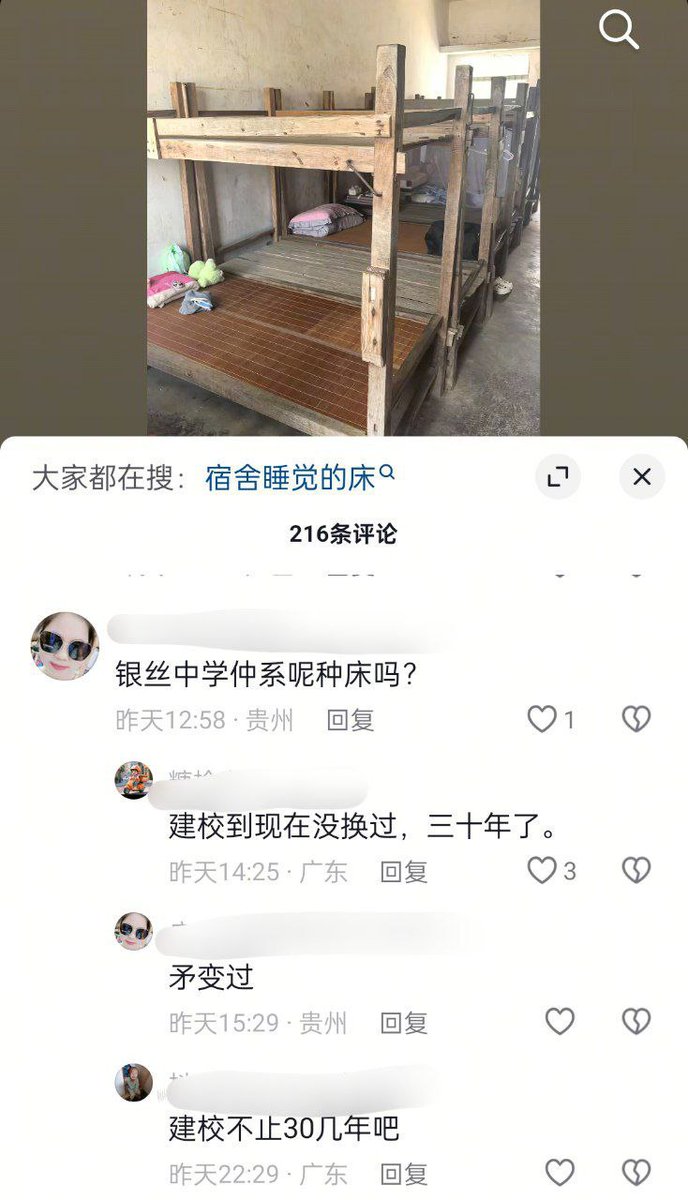 大家都在搜：宿舍睡觉的床
216条评论
银丝中学仲系呢种床吗？
昨天12:58 · 贵州 回复 1
建校到现在没换过，三十年了。
昨天14:25 · 广东 回复 3
矛变过
昨天15:29 · 贵州 回复
建校不止30几年吧
昨天22:29 · 广东 回复